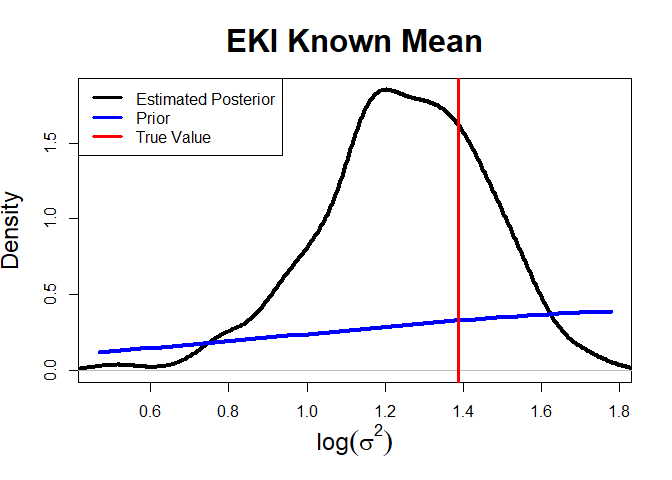 EKI Known Mean
Estimated Posterior
Prior
True Value
Density
0.0
0.5
1.0
1.5
0.6 0.8 1.0 1.2 1.4 1.6 1.8
log(σ²)